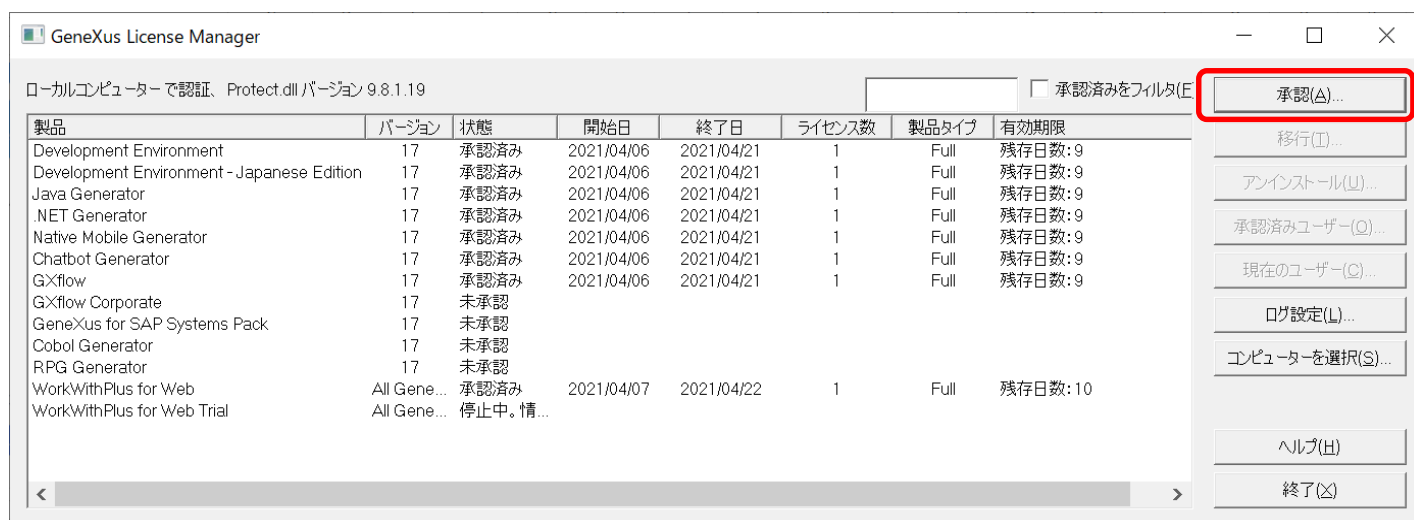 GeneXus License Manager
ローカルコンピューター で認証、 Protect.dll バージョン 9.8.1.19
承認済みをフィルタ(F
承認(A)...
製品 バージョン 状態 開始日 終了日 ライセンス数 製品タイプ 有効期限
移行(T)...
Development Environment 17 承認済み 2021/04/06 2021/04/21 1 Full 残存日数:9
Development Environment - Japanese Edition 17 承認済み 2021/04/06 2021/04/21 1 Full 残存日数:9
アンインストール(U)...
Java Generator 17 承認済み 2021/04/06 2021/04/21 1 Full 残存日数:9
.NET Generator 17 承認済み 2021/04/06 2021/04/21 1 Full 残存日数:9
承認済みユーザー(O)...
Native Mobile Generator 17 承認済み 2021/04/06 2021/04/21 1 Full 残存日数:9
Chatbot Generator 17 承認済み 2021/04/06 2021/04/21 1 Full 残存日数:9
現在のユーザー(C)...
GXflow 17 承認済み 2021/04/06 2021/04/21 1 Full 残存日数:9
GXflow Corporate 17 未承認
ログ設定(L)...
GeneXus for SAP Systems Pack 17 未承認
Cobol Generator 17 未承認
コンピューターを選択(S)...
RPG Generator 17 未承認
WorkWithPlus for Web All Gene... 承認済み 2021/04/07 2021/04/22 1 Full 残存日数:10
WorkWithPlus for Web Trial All Gene... 停止中。情...
ヘルプ(H)
終了(X)